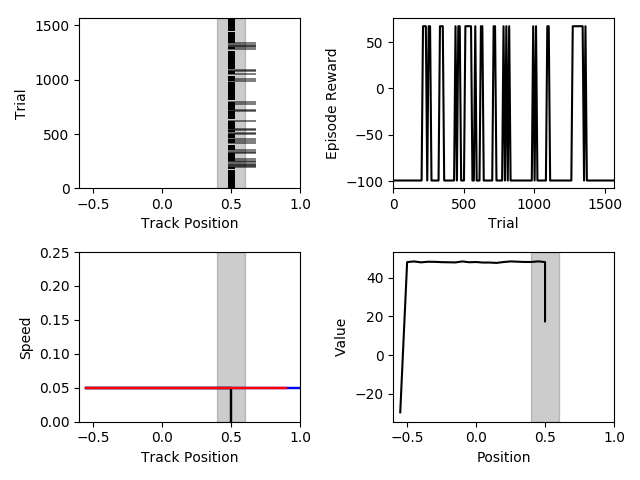 1500
1000
500
0
Trial
−0.5 0.0 0.5 1.0
Track Position
50
0
−50
−100
Episode Reward
0 500 1000 1500
Trial
0.25
0.20
0.15
0.10
0.05
0.00
Speed
−0.5 0.0 0.5 1.0
Track Position
40
20
0
−20
Value
−0.5 0.0 0.5 1.0
Position